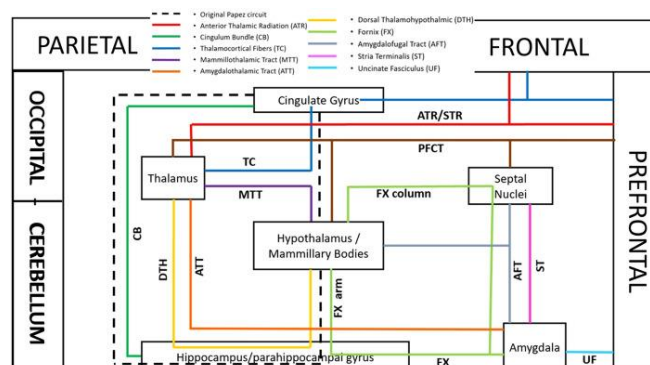 • Original Papez circuit
• Anterior Thalamic Radiation (ATR)
• Cingulum Bundle (CB)
• Thalamocortical Fibers (TC)
• Mammillothalamic Tract (MTT)
• Amygdalothalamic Tract (ATT)
• Dorsal Thalamohypothalmic (DTH)
• Fornix (FX)
• Amygdalofugal Tract (AFT)
• Stria Terminalis (ST)
• Uncinate Fasciculus (UF)
PARIETAL
FRONTAL
OCCIPITAL
CEREBELLUM
PREFRONTAL
Cingulate Gyrus
ATR/STR
PFCT
TC
Thalamus
MTT
FX column
Septal
Nuclei
Hypothalamus /
Mammillary Bodies
CB
DTH
ATT
FX arm
AFT
ST
Hippocampus/parahippocampal gyrus
FX
Amygdala
UF